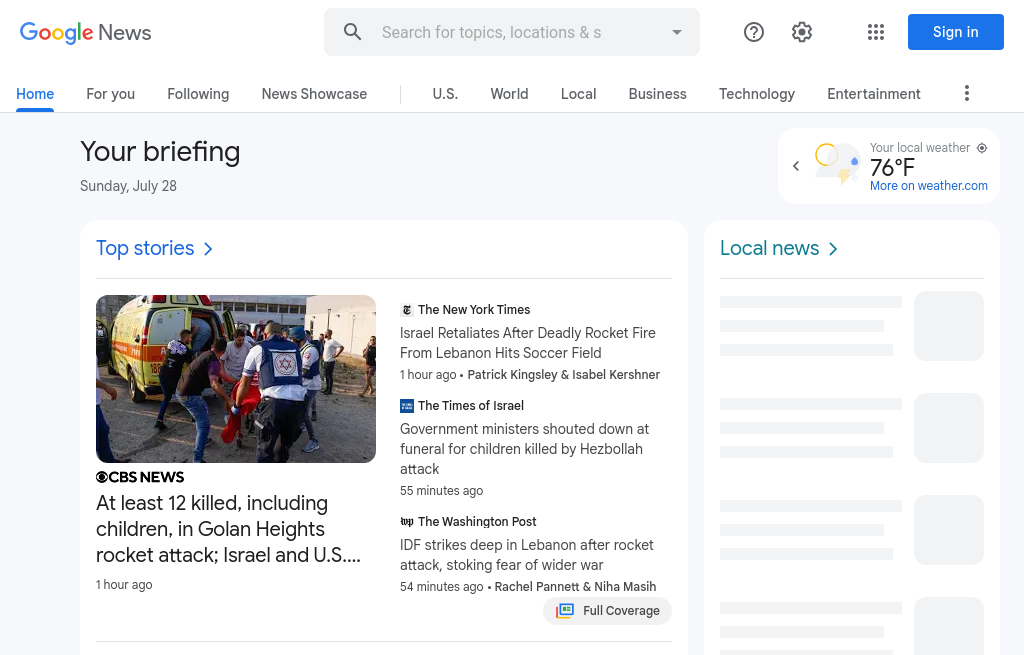 Google News
Search for topics, locations & s
Sign in
Home
For you
Following
News Showcase
U.S.
World
Local
Business
Technology
Entertainment
Your briefing
Sunday, July 28
Your local weather
76°F
More on weather.com
Top stories
Local news
CBS NEWS
At least 12 killed, including
children, in Golan Heights
rocket attack; Israel and U.S....
1 hour ago
The New York Times
Israel Retaliates After Deadly Rocket Fire
From Lebanon Hits Soccer Field
1 hour ago • Patrick Kingsley & Isabel Kershner
The Times of Israel
Government ministers shouted down at
funeral for children killed by Hezbollah
attack
55 minutes ago
The Washington Post
IDF strikes deep in Lebanon after rocket
attack, stoking fear of wider war
54 minutes ago • Rachel Pannett & Niha Masih
Full Coverage